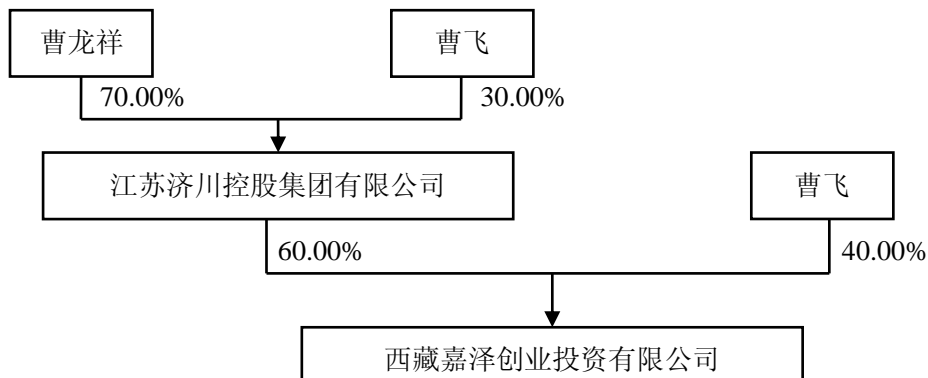 曹龙祥
曹飞
70.00%
30.00%
江苏济川控股集团有限公司
曹飞
60.00%
40.00%
西藏嘉泽创业投资有限公司